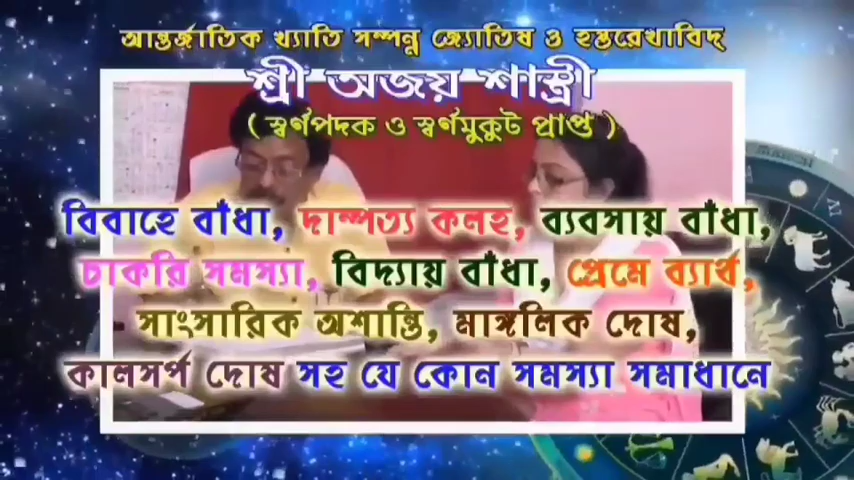 আন্তর্জাতিক খ্যাতি সম্পন্ন জ্যোতিষ ও হস্তরেখাবিদ্
শ্রী অজয় শাস্ত্রী
( স্বর্ণপদক ও স্বর্ণমুকুট প্রাপ্ত )
বিবাহে বাঁধা, দাম্পত্য কলহ, ব্যবসায় বাঁধা,
চাকরি সমস্যা, বিদ্যায় বাঁধা, প্রেমে ব্যার্থ,
সাংসারিক অশান্তি, মাঙ্গলিক দোষ,
কালসর্প দোষ সহ যে কোন সমস্যা সমাধানে